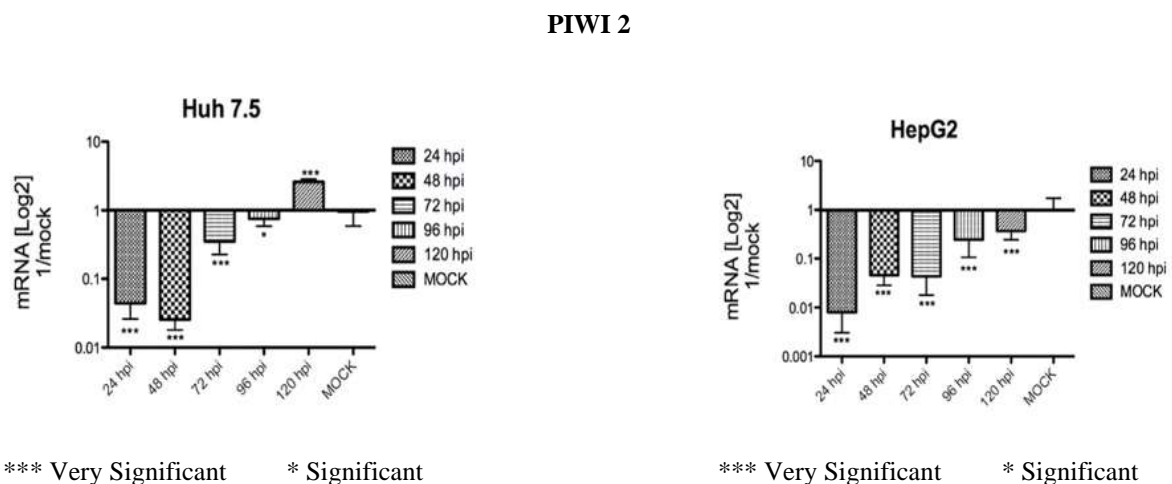 PIWI 2
Huh 7.5
mRNA [Log2]
1/mock
10
1
0.1
0.01
***
***
***
*
***
24 hpi
48 hpi
72 hpi
96 hpi
120 hpi
MOCK
24 hpi
48 hpi
72 hpi
96 hpi
120 hpi
MOCK
HepG2
mRNA [Log2]
1/mock
10
1
0.1
0.01
0.001
***
***
***
***
***
24 hpi
48 hpi
72 hpi
96 hpi
120 hpi
MOCK
24 hpi
48 hpi
72 hpi
96 hpi
120 hpi
MOCK
*** Very Significant * Significant
*** Very Significant * Significant